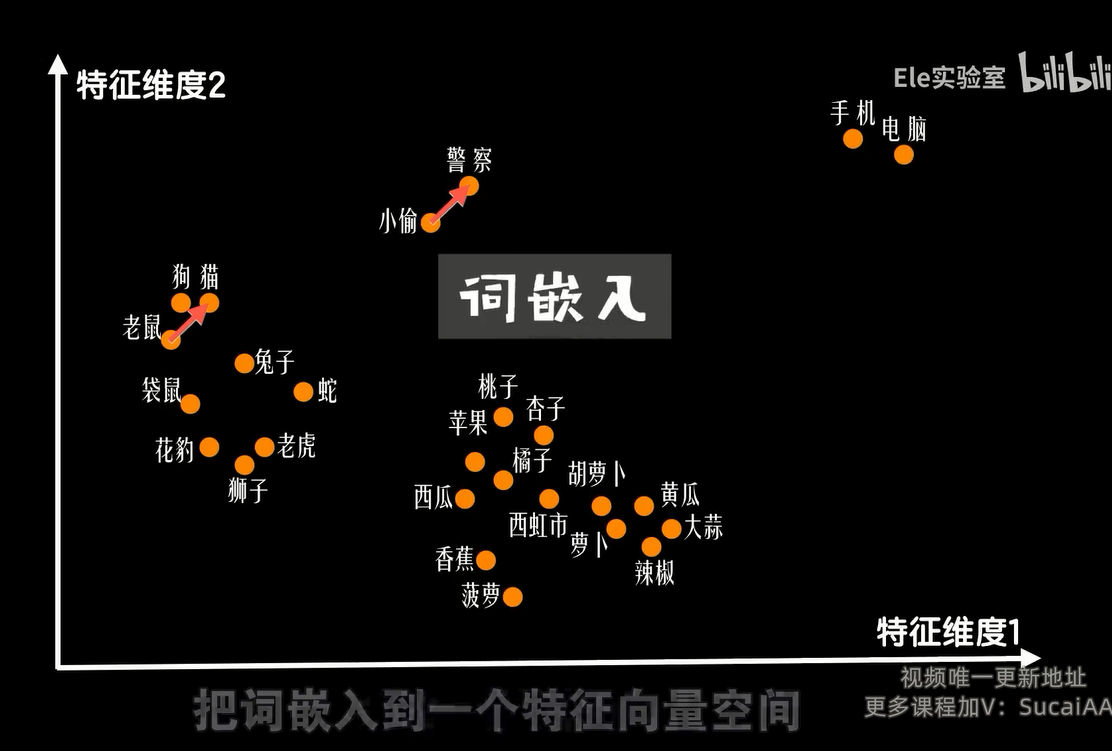 特征维度2
Ele实验室 bilibili
手机
电脑
警察
小偷
狗 猫
老鼠
词嵌入
兔子
袋鼠
蛇
花豹
老虎
狮子
桃子
杏子
苹果
橘子
胡萝卜
西瓜
黄瓜
西虹市
大蒜
萝卜
香蕉
辣椒
菠萝
特征维度1
视频唯一更新地址
把词嵌入到一个特征向量空间
更多课程加V：SucaiAA